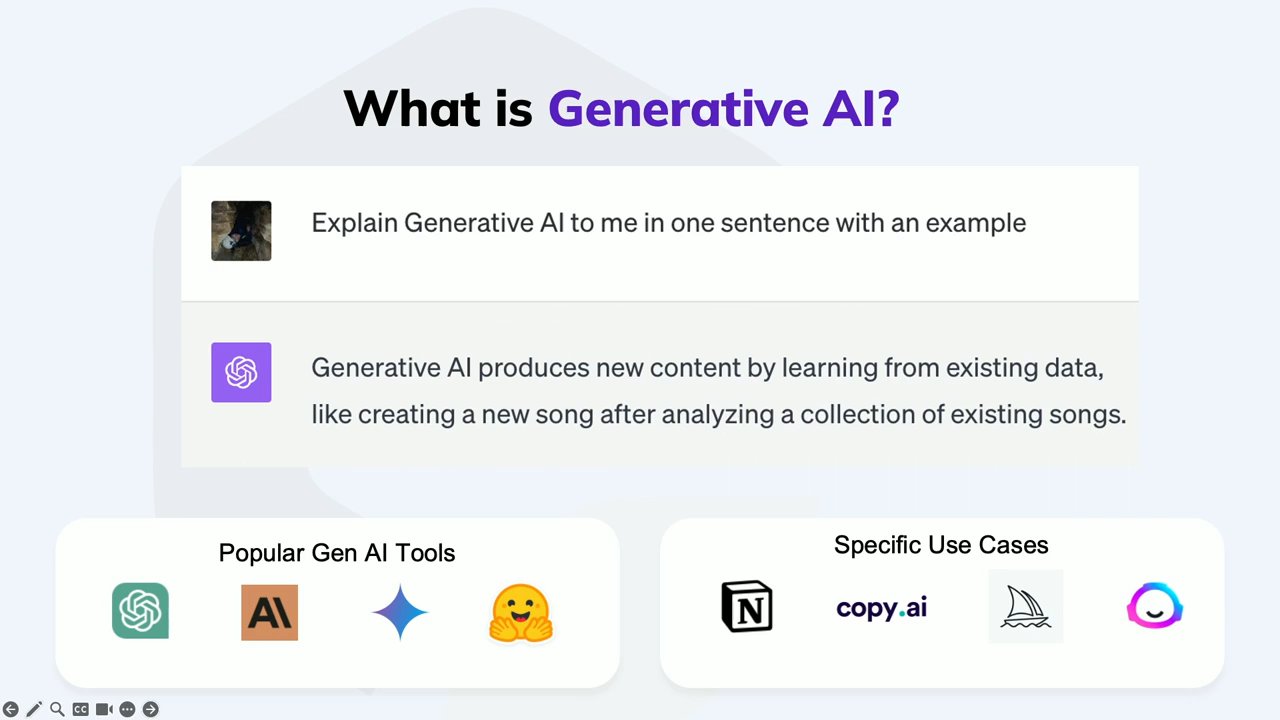 What is Generative AI?
Explain Generative AI to me in one sentence with an example
Generative AI produces new content by learning from existing data,
like creating a new song after analyzing a collection of existing songs.
Popular Gen AI Tools
AI
Specific Use Cases
N
copy.ai
CC